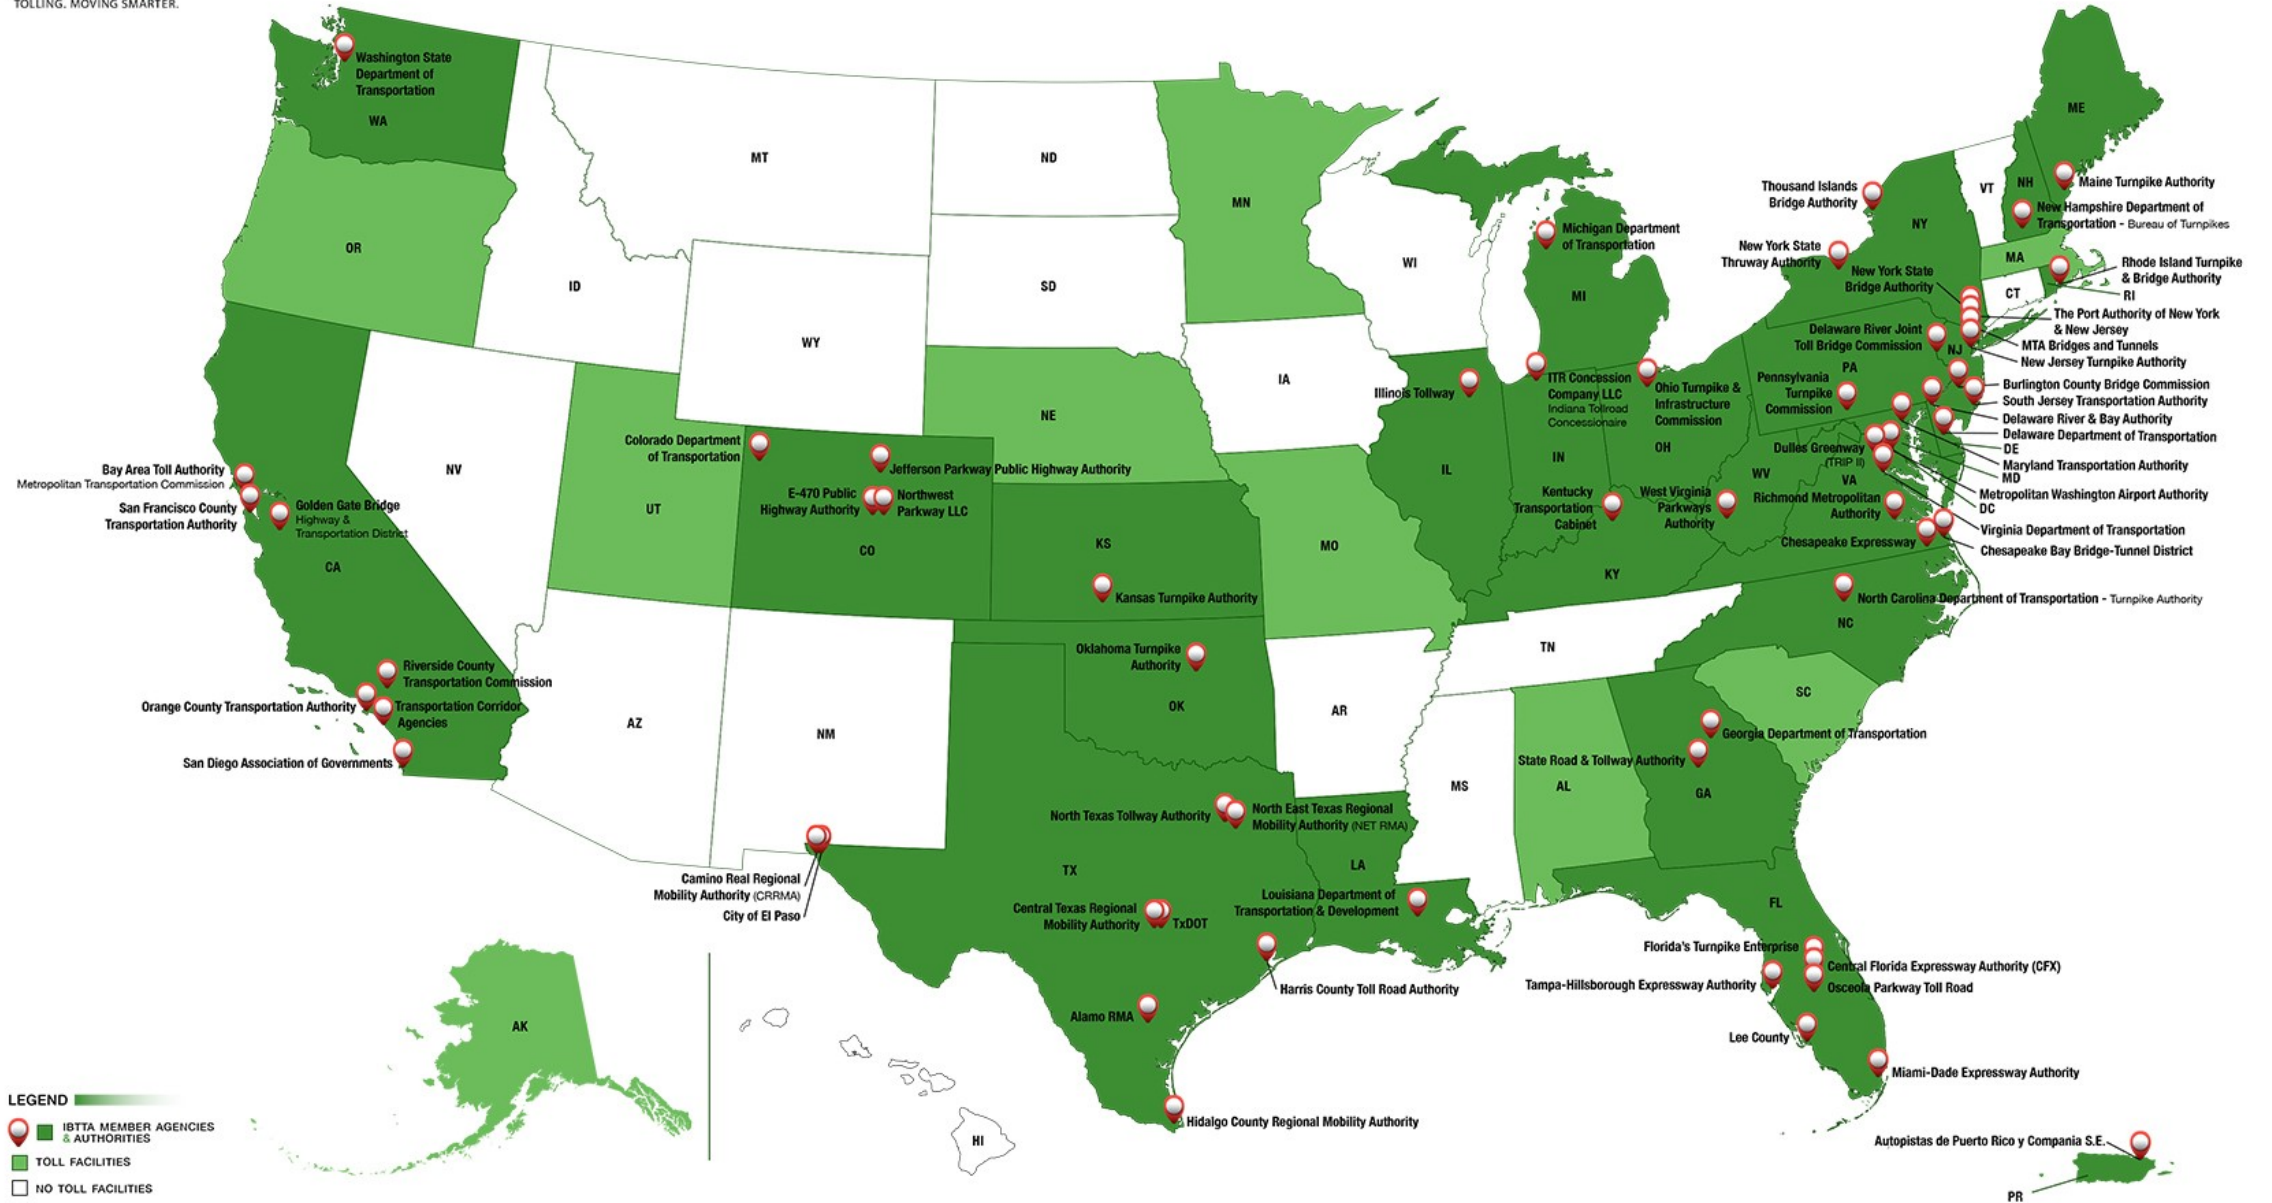 TOLLING. MOVING SMARTER.
Washington State
Department of
Transportation
WA
OR
MT
ID
WY
ND
SD
MN
WI
IA
NE
NV
UT
Colorado Department
of Transportation
Jefferson Parkway Public Highway Authority
E-470 Public
Highway Authority
Northwest
Parkway LLC
CO
KS
Kansas Turnpike Authority
MO
Bay Area Toll Authority
Metropolitan Transportation Commission
San Francisco County
Transportation Authority
Golden Gate Bridge
Highway &
Transportation District
CA
Riverside County
Transportation Commission
Orange County Transportation Authority
Transportation Corridor
Agencies
San Diego Association of Governments
AZ
NM
Oklahoma Turnpike
Authority
OK
AR
North Texas Tollway Authority
North East Texas Regional
Mobility Authority (NET RMA)
TX
Camino Real Regional
Mobility Authority (CRRMA)
City of El Paso
Central Texas Regional
Mobility Authority
TxDOT
Harris County Toll Road Authority
Alamo RMA
Hidalgo County Regional Mobility Authority
LA
Louisiana Department of
Transportation & Development
MS
AL
TN
Michigan Department
of Transportation
MI
Illinois Tollway
IL
ITR Concession
Company LLC
Indiana Tollroad
Concessionaire
IN
Ohio Turnpike &
Infrastructure
Commission
OH
Kentucky
Transportation
Cabinet
KY
West Virginia
Parkways
Authority
WV
Thousand Islands
Bridge Authority
New York State
Thruway Authority
New York State
Bridge Authority
NY
VT
NH
ME
Maine Turnpike Authority
New Hampshire Department of
Transportation - Bureau of Turnpikes
MA
CT
Rhode Island Turnpike
& Bridge Authority
RI
The Port Authority of New York
& New Jersey
MTA Bridges and Tunnels
New Jersey Turnpike Authority
Delaware River Joint
Toll Bridge Commission
NJ
PA
Pennsylvania
Turnpike
Commission
Burlington County Bridge Commission
South Jersey Transportation Authority
Delaware River & Bay Authority
Delaware Department of Transportation
DE
Maryland Transportation Authority
MD
Metropolitan Washington Airport Authority
DC
Dulles Greenway
(TRIP II)
VA
Richmond Metropolitan
Authority
Virginia Department of Transportation
Chesapeake Expressway
Chesapeake Bay Bridge-Tunnel District
North Carolina Department of Transportation - Turnpike Authority
NC
SC
Georgia Department of Transportation
State Road & Tollway Authority
GA
FL
Florida's Turnpike Enterprise
Central Florida Expressway Authority (CFX)
Tampa-Hillsborough Expressway Authority
Osceola Parkway Toll Road
Lee County
Miami-Dade Expressway Authority
Autopistas de Puerto Rico y Compania S.E.
PR
AK
HI
LEGEND
IBTTA MEMBER AGENCIES
& AUTHORITIES
TOLL FACILITIES
NO TOLL FACILITIES